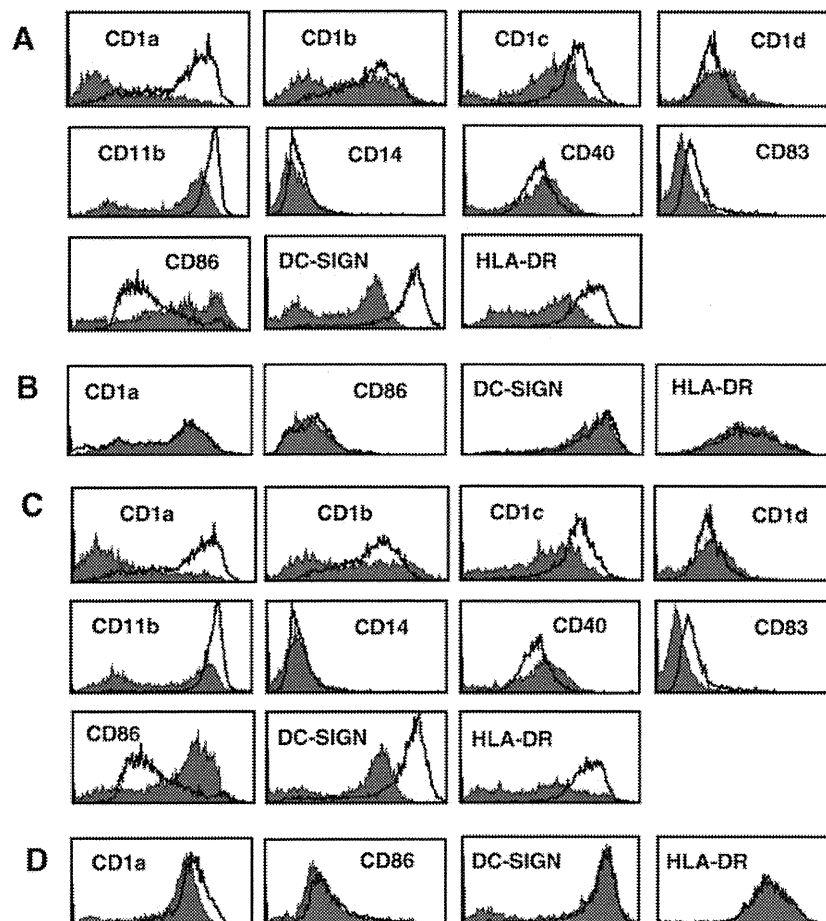 A
CD1a CD1b CD1c CD1d
CD11b CD14 CD40 CD83
CD86 DC-SIGN HLA-DR
B
CD1a CD86 DC-SIGN HLA-DR
C
CD1a CD1b CD1c CD1d
CD11b CD14 CD40 CD83
CD86 DC-SIGN HLA-DR
D
CD1a CD86 DC-SIGN HLA-DR